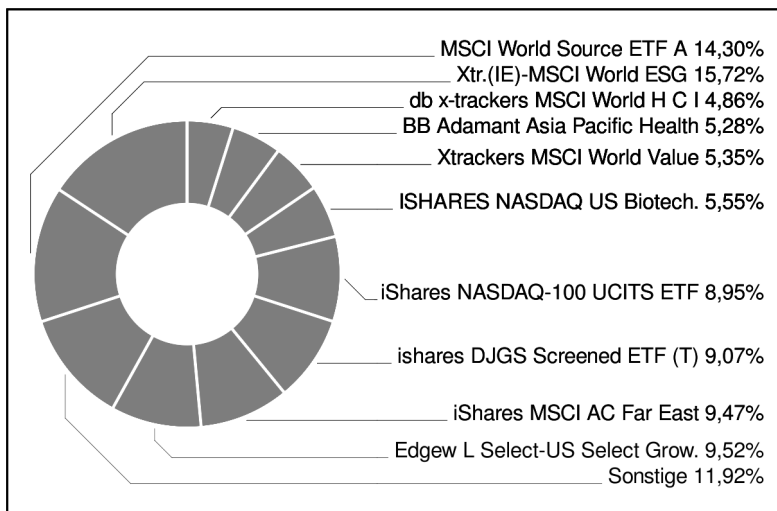 MSCI World Source ETF A 14,30%
Xtr.(IE)-MSCI World ESG 15,72%
db x-trackers MSCI World H C I 4,86%
BB Adamant Asia Pacific Health 5,28%
Xtrackers MSCI World Value 5,35%
ISHARES NASDAQ US Biotech. 5,55%
iShares NASDAQ-100 UCITS ETF 8,95%
ishares DJGS Screened ETF (T) 9,07%
iShares MSCI AC Far East 9,47%
Edgew L Select-US Select Grow. 9,52%
Sonstige 11,92%